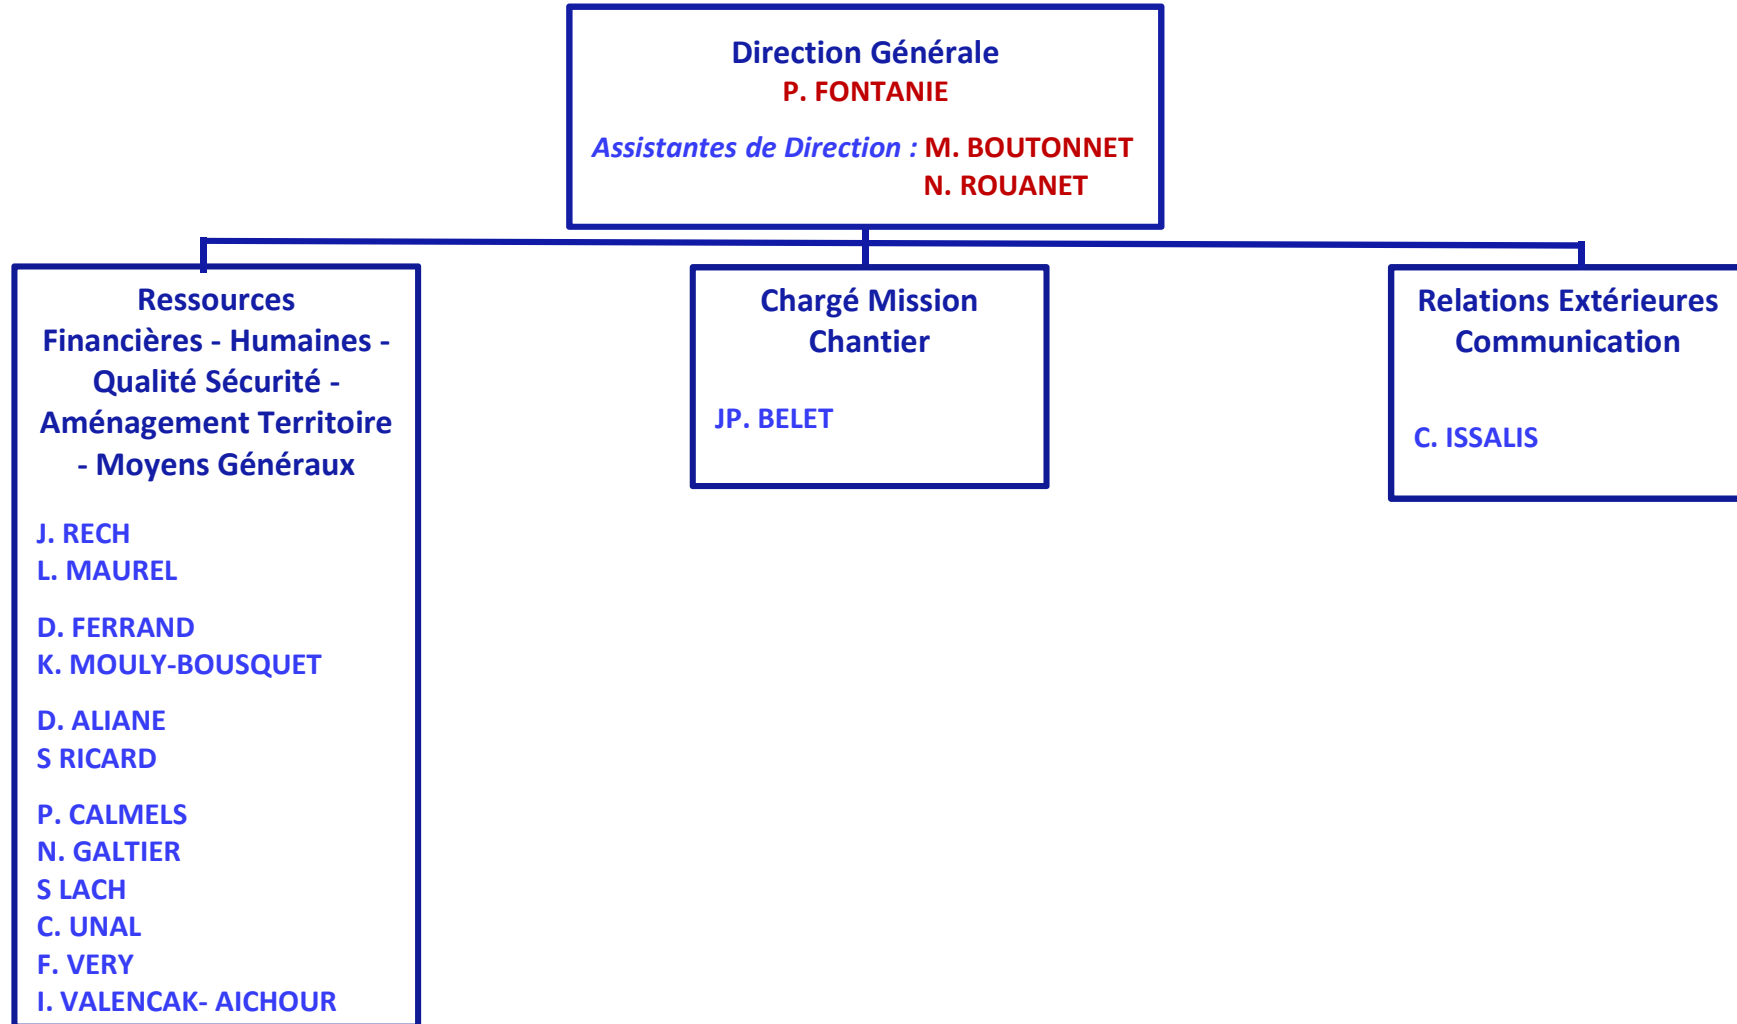 Direction Générale
P. FONTANIE
Assistantes de Direction : M. BOUTONNET
N. ROUANET
Ressources
Financières - Humaines -
Qualité Sécurité -
Aménagement Territoire
- Moyens Généraux
J. RECH
L. MAUREL
D. FERRAND
K. MOULY-BOUSQUET
D. ALIANE
S RICARD
P. CALMELS
N. GALTIER
S LACH
C. UNAL
F. VERY
I. VALENCAK- AICHOUR
Chargé Mission
Chantier
JP. BELET
Relations Extérieures
Communication
C. ISSALIS